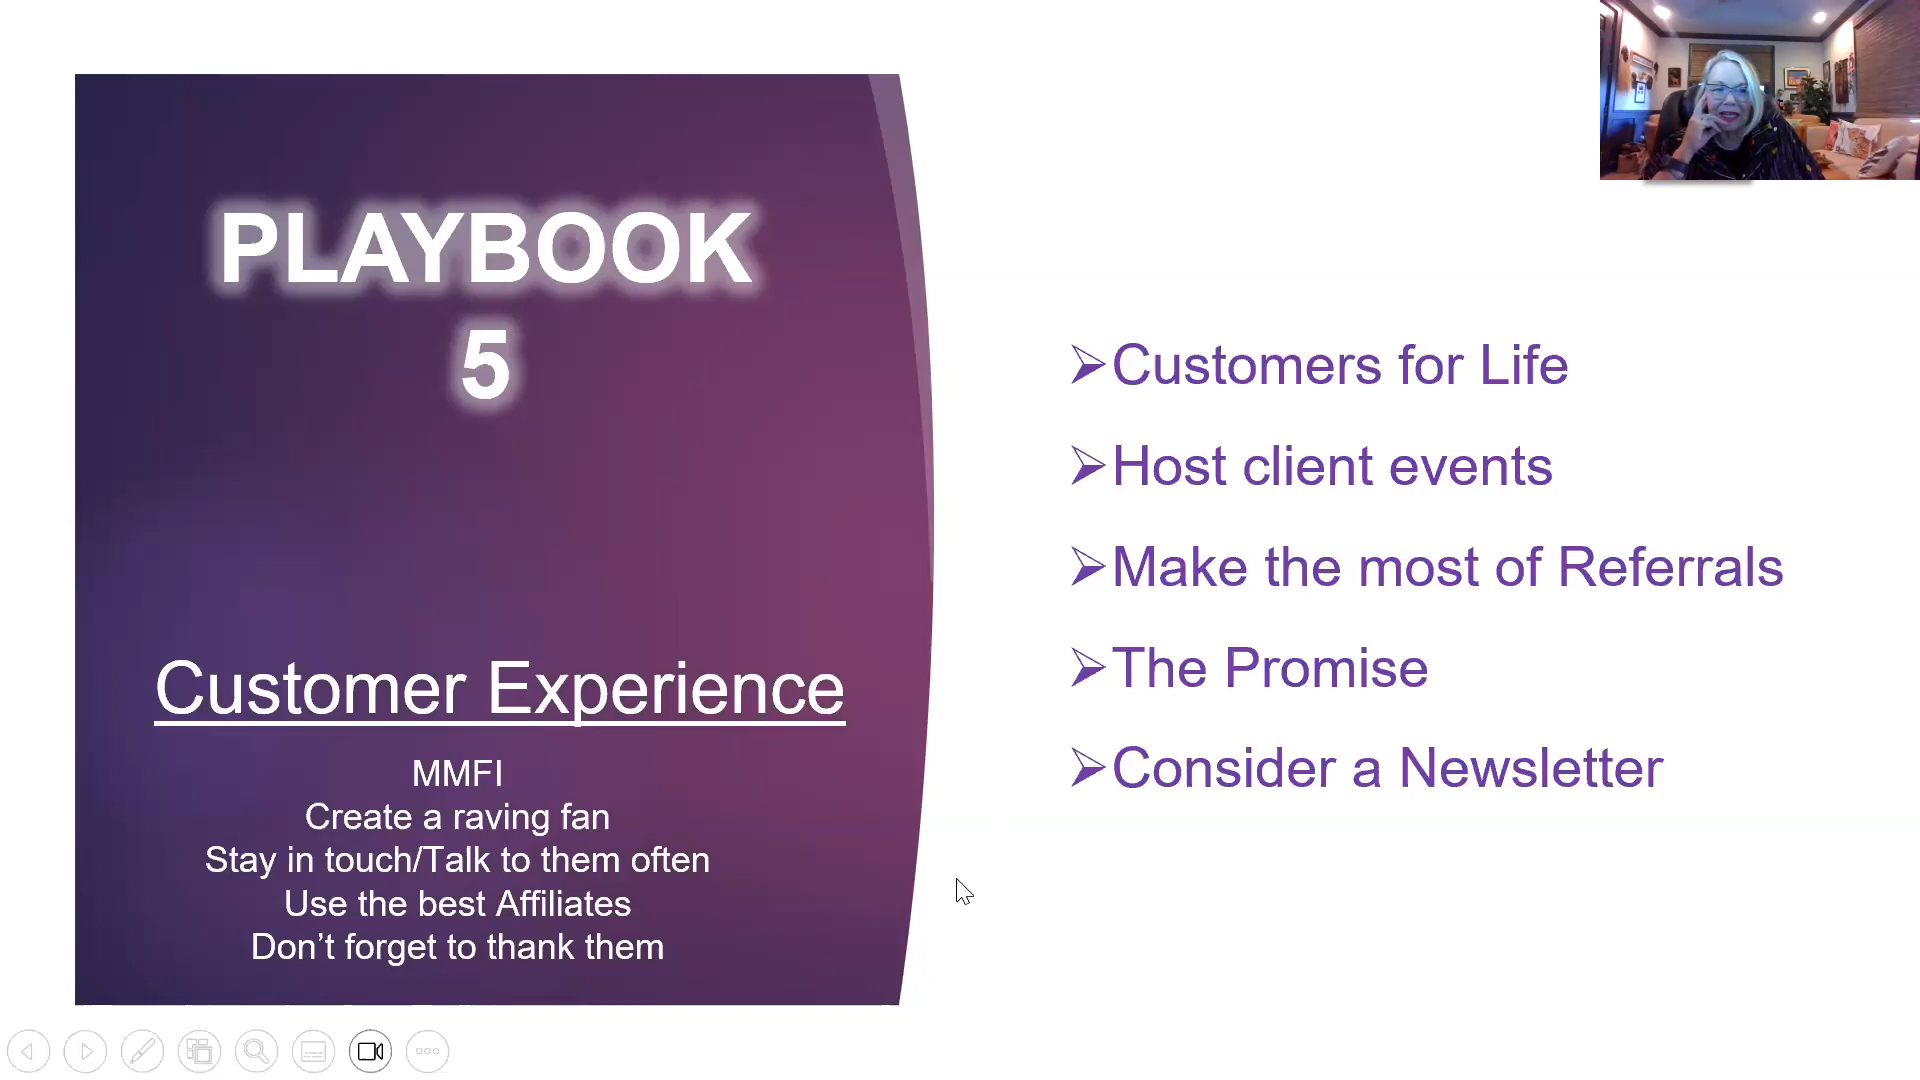 PLAYBOOK
5
Customer Experience
MMFI
Create a raving fan
Stay in touch/Talk to them often
Use the best Affiliates
Don’t forget to thank them
➢Customers for Life
➢Host client events
➢Make the most of Referrals
➢The Promise
➢Consider a Newsletter